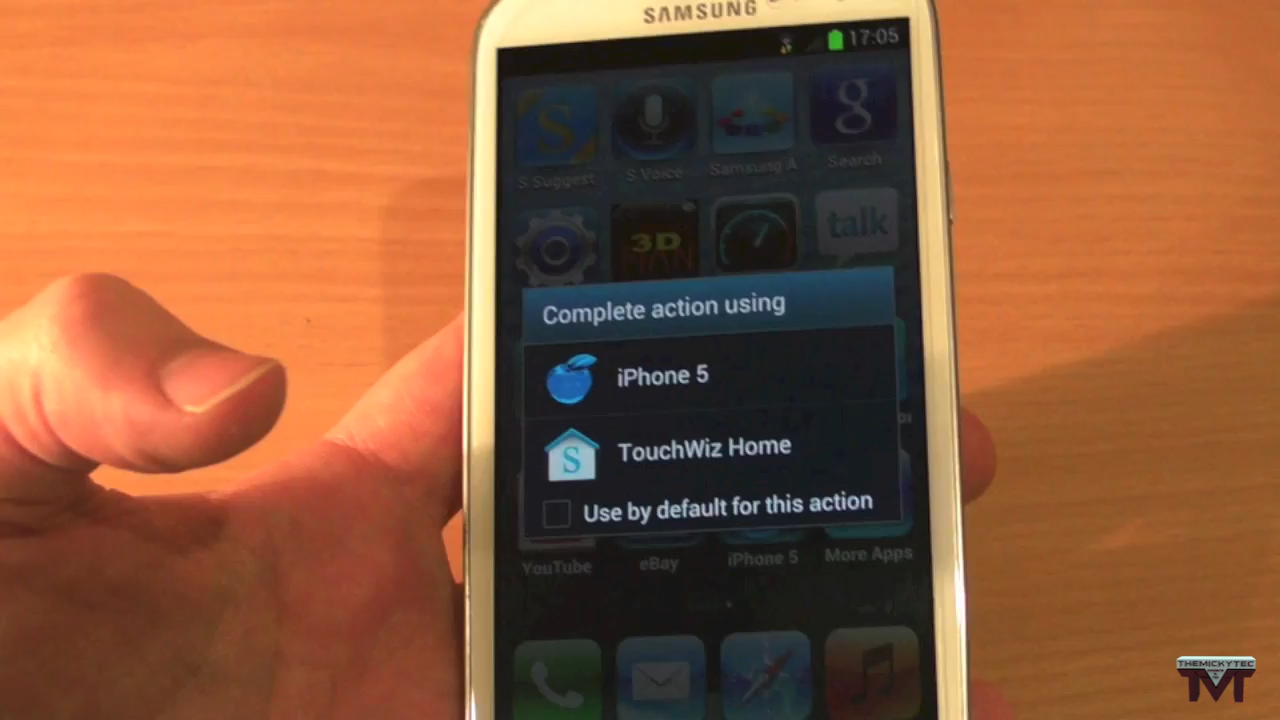 SAMSUNG
17:05
S Suggest
S Voice
Samsung A
Search
3D
MAN
talk
Complete action using
iPhone 5
S
TouchWiz Home
Use by default for this action
YouTube
eBay
iPhone 5
More Apps
THEMICKYTEC
TMT